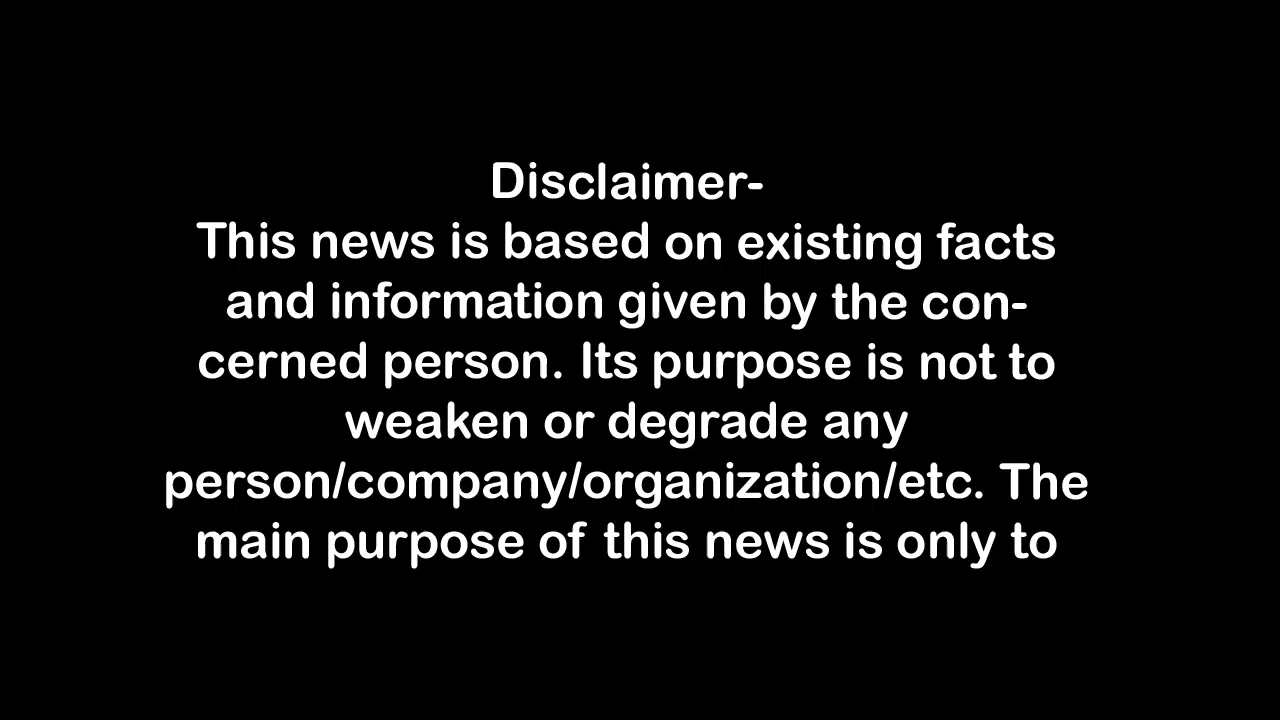 Disclaimer-
This news is based on existing facts
and information given by the con-
cerned person. Its purpose is not to
weaken or degrade any
person/company/organization/etc. The
main purpose of this news is only to